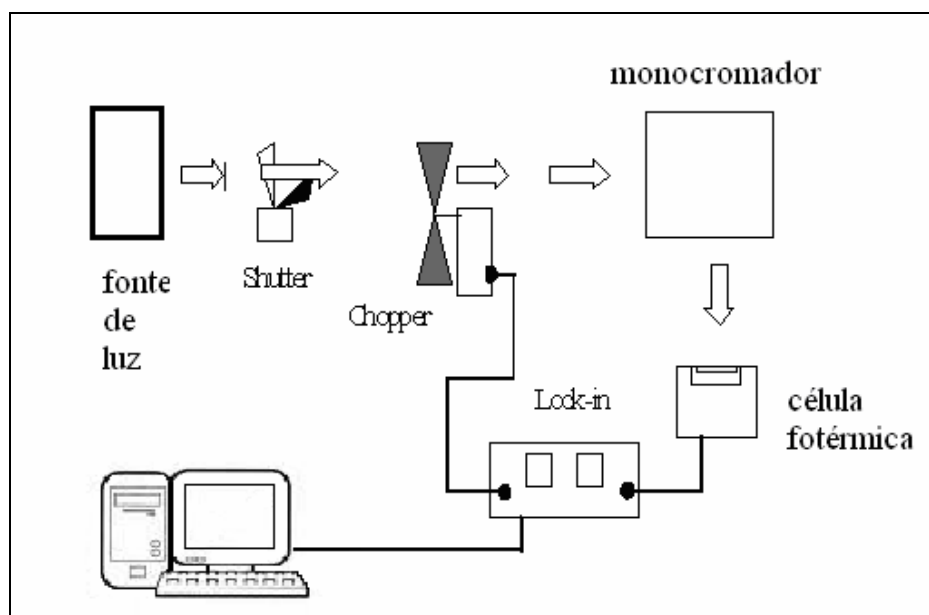 monocromador
fonte
de
luz
Shutter
Chopper
Lock-in
célula
fotérmica